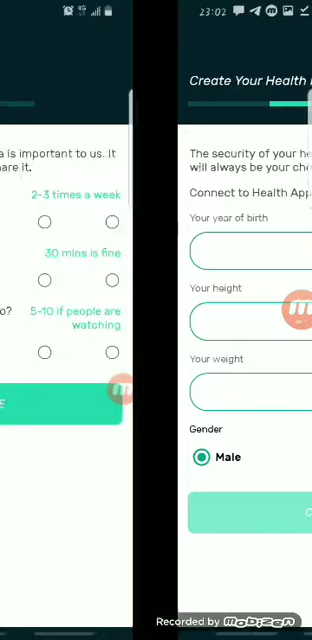 23:02
Create Your Health
a is important to us. It
are it.
2-3 times a week
30 mins is fine
o? 5-10 if people are
watching
E
The security of your he
will always be your cho
Connect to Health App
Your year of birth
Your height
Your weight
Gender
Male
C
Recorded by mobizen